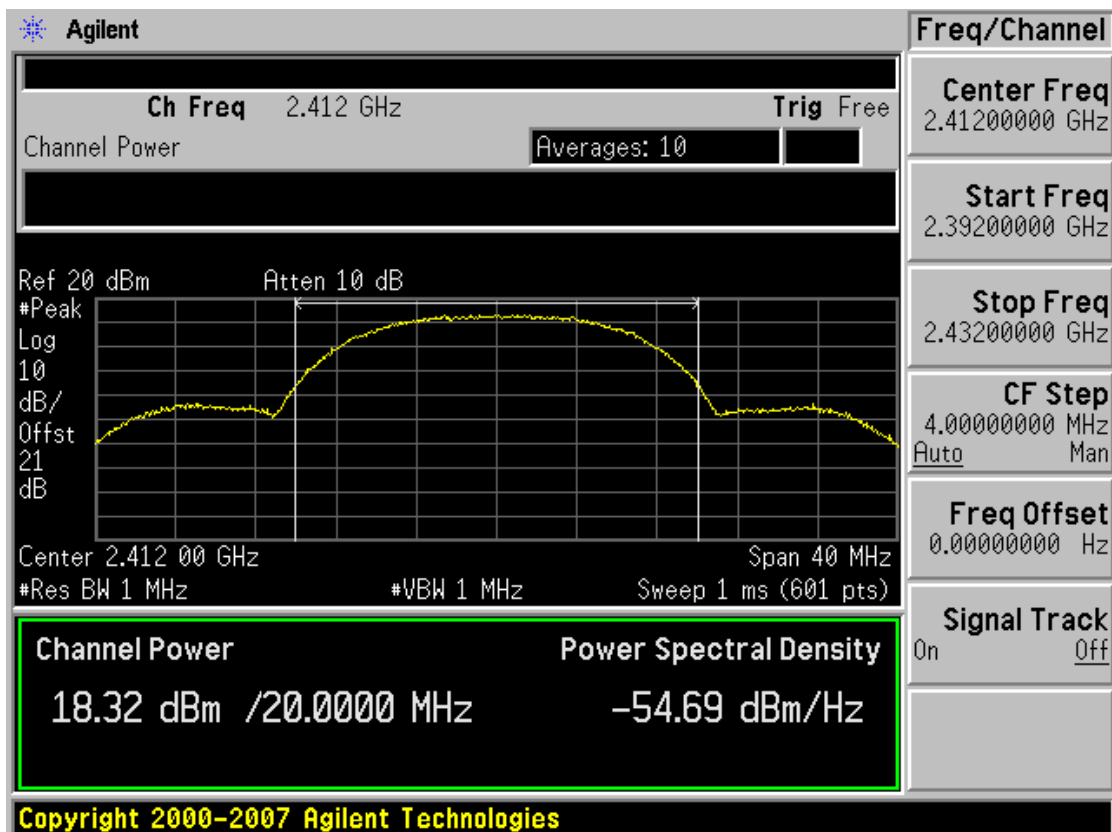 Agilent
Freq/Channel
Ch Freq 2.412 GHz Trig Free
Channel Power Averages: 10
Ref 20 dBm Atten 10 dB
#Peak
Log
10
dB/
Offst
21
dB
Center 2.412 00 GHz Span 40 MHz
#Res BW 1 MHz #VBW 1 MHz Sweep 1 ms (601 pts)
Channel Power Power Spectral Density
18.32 dBm /20.0000 MHz -54.69 dBm/Hz
Center Freq
2.41200000 GHz
Start Freq
2.39200000 GHz
Stop Freq
2.43200000 GHz
CF Step
4.00000000 MHz
Auto Man
Freq Offset
0.00000000 Hz
Signal Track
On Off
Copyright 2000-2007 Agilent Technologies